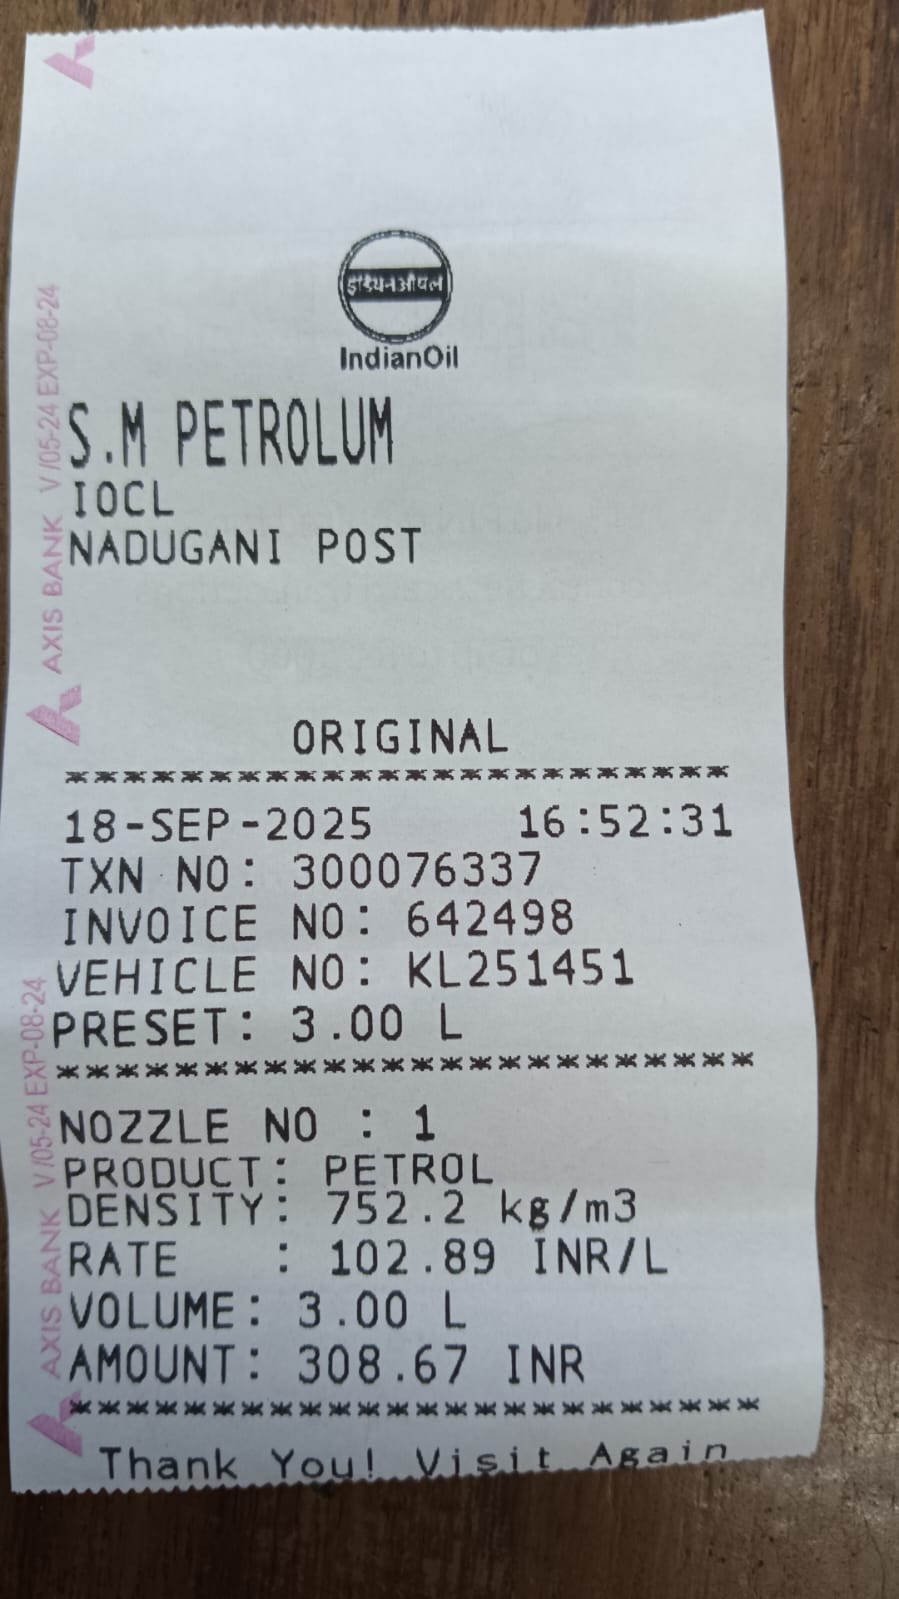 इंडियनऑयल
IndianOil
S.M PETROLUM
IOCL
NADUGANI POST
ORIGINAL
************************
18-SEP-2025 16:52:31
TXN NO: 300076337
INVOICE NO: 642498
VEHICLE NO: KL251451
PRESET: 3.00 L
************************
NOZZLE NO : 1
PRODUCT: PETROL
DENSITY: 752.2 kg/m3
RATE : 102.89 INR/L
VOLUME: 3.00 L
AMOUNT: 308.67 INR
************************
Thank You! Visit Again
AXIS BANK V/05-24 EXP-08-24
AXIS BANK V/05-24 EXP-08-24